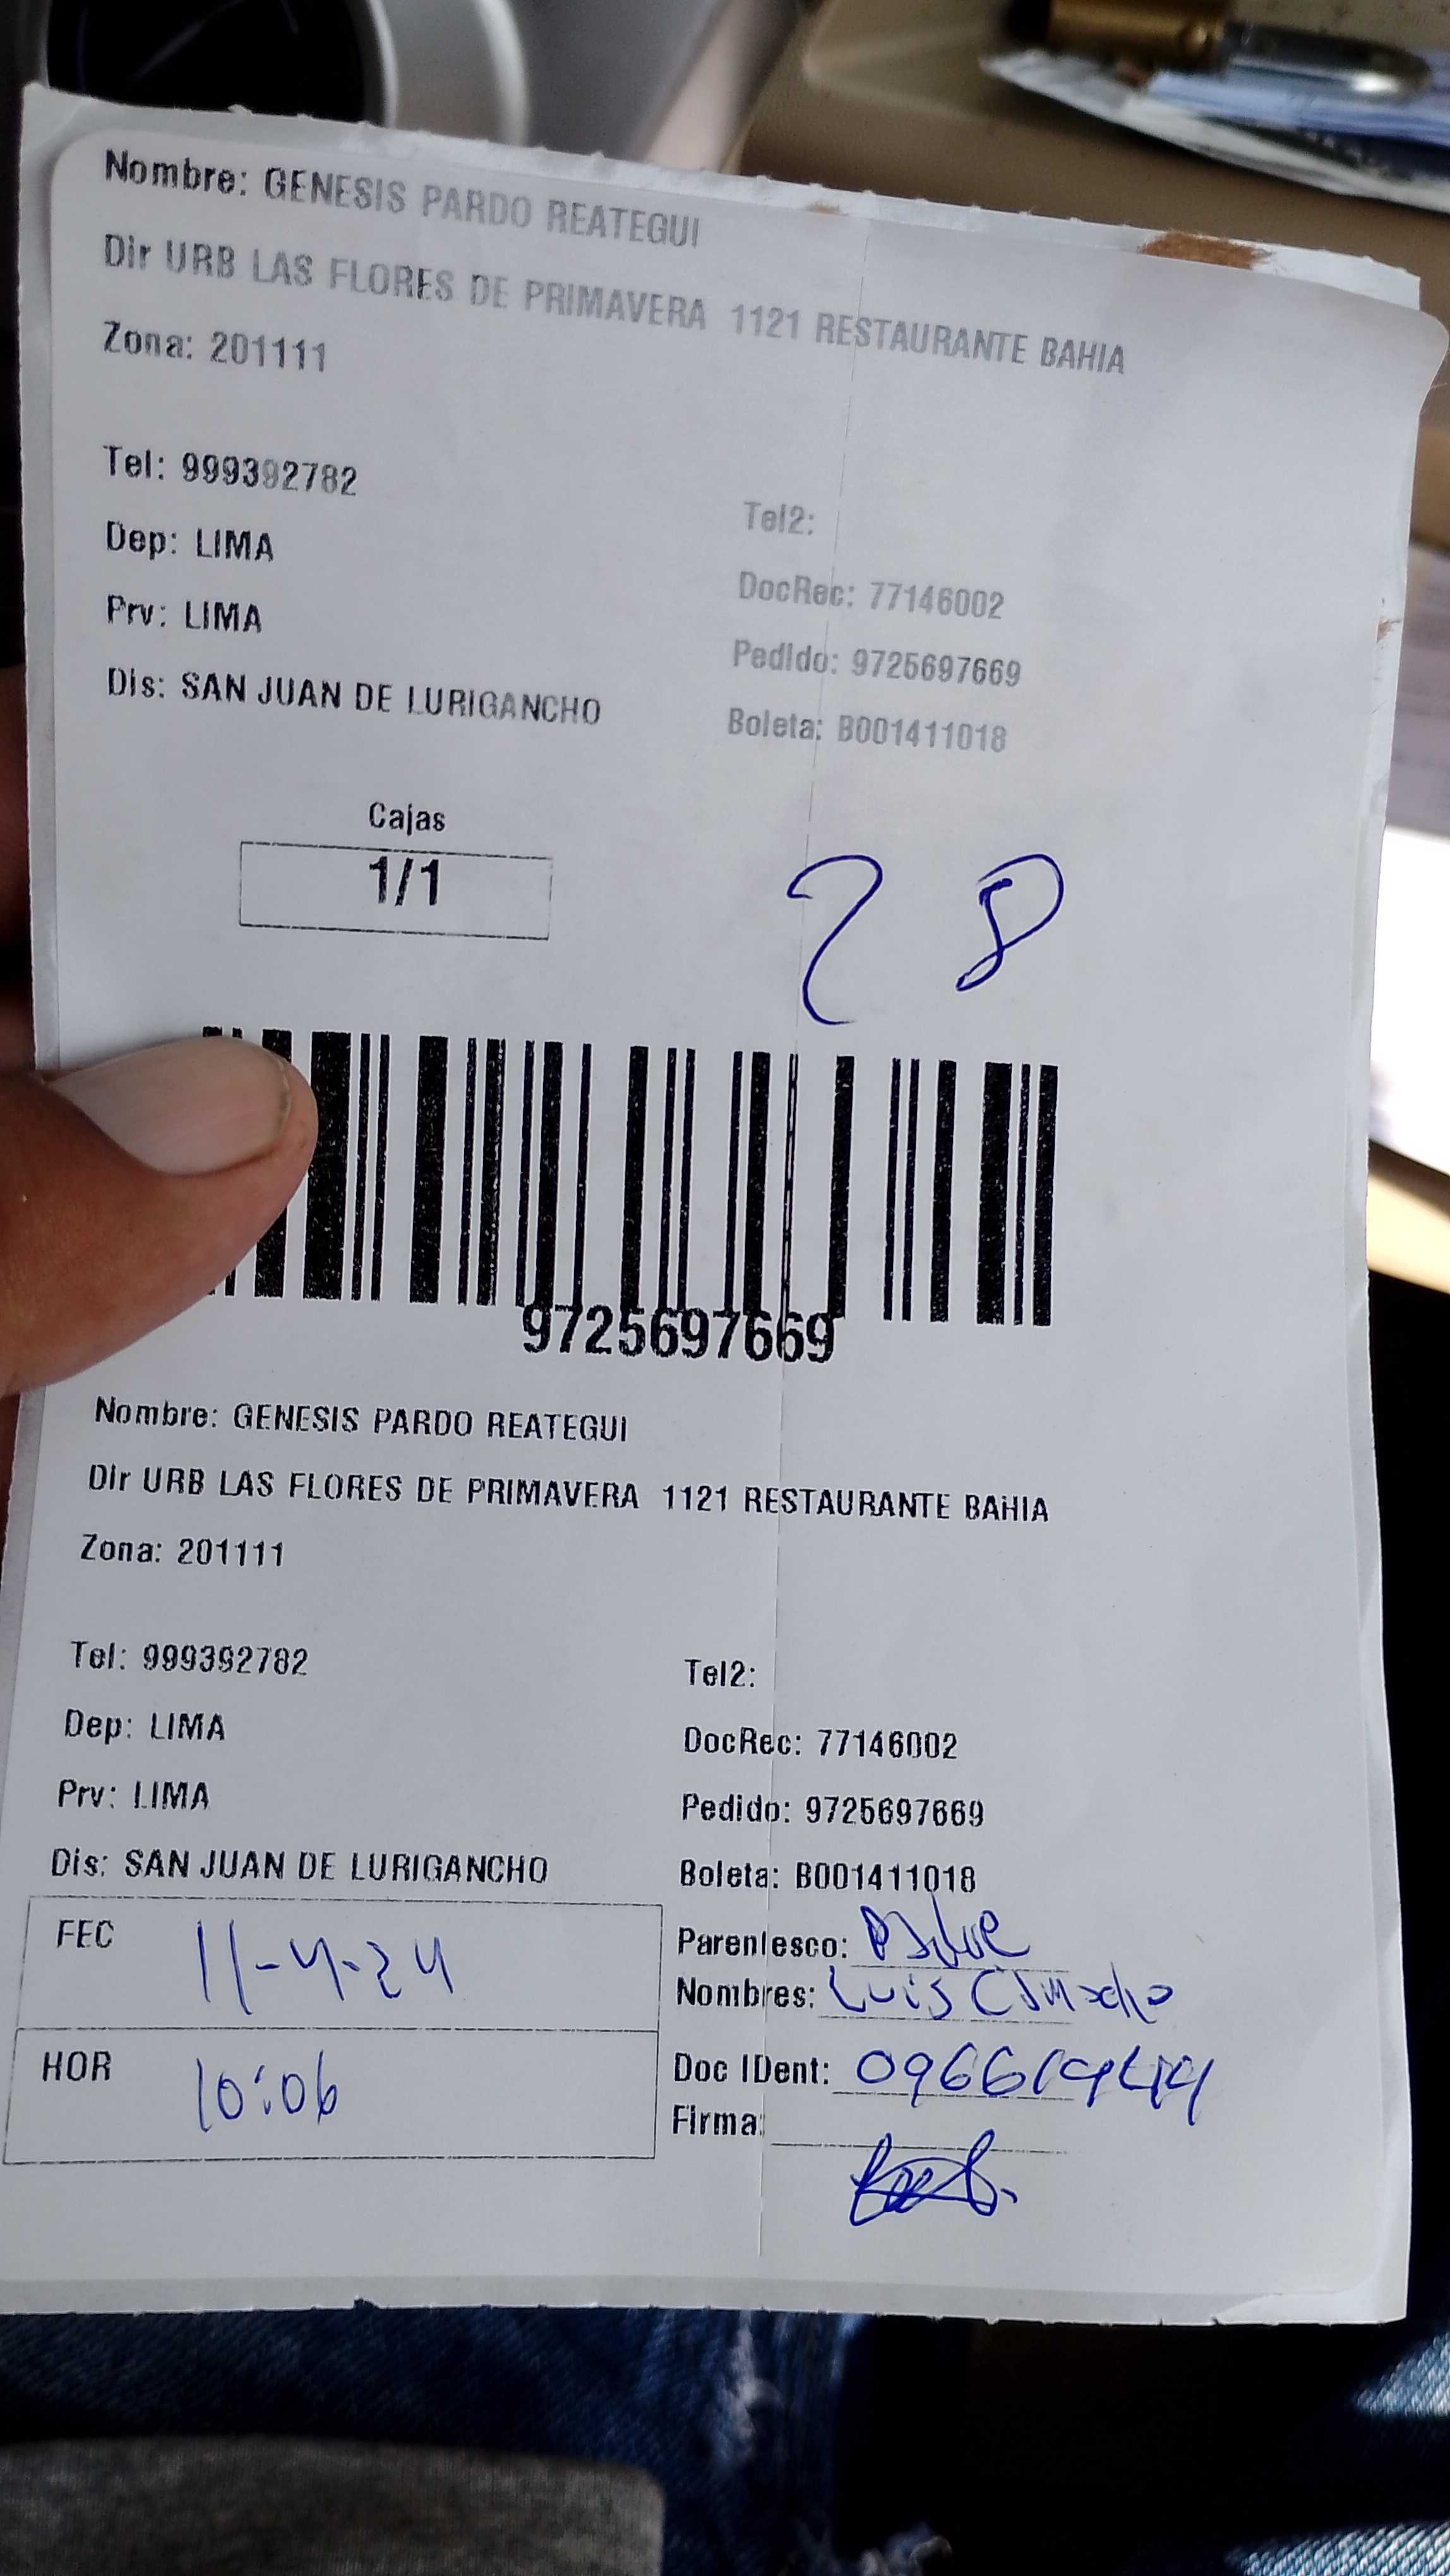 Nombre: GENESIS PARDO REATEGUI
Dir URB LAS FLORES DE PRIMAVERA 1121 RESTAURANTE BAHIA
Zona: 201111
Tel: 999392782
Tel2:
Dep: LIMA
DocRec: 77146002
Prv: LIMA
Pedido: 9725697669
Dis: SAN JUAN DE LURIGANCHO
Boleta: B001411018
Cajas
1/1
28
9725697669
Nombre: GENESIS PARDO REATEGUI
Dir URB LAS FLORES DE PRIMAVERA 1121 RESTAURANTE BAHIA
Zona: 201111
Tel: 999392782
Tel2:
Dep: LIMA
DocRec: 77146002
Prv: LIMA
Pedido: 9725697669
Dis: SAN JUAN DE LURIGANCHO
Boleta: B001411018
FEC 11-4-24
Parentesco:
Nombres: Luis Camacho
HOR 10:06
Doc IDent:
Firma: